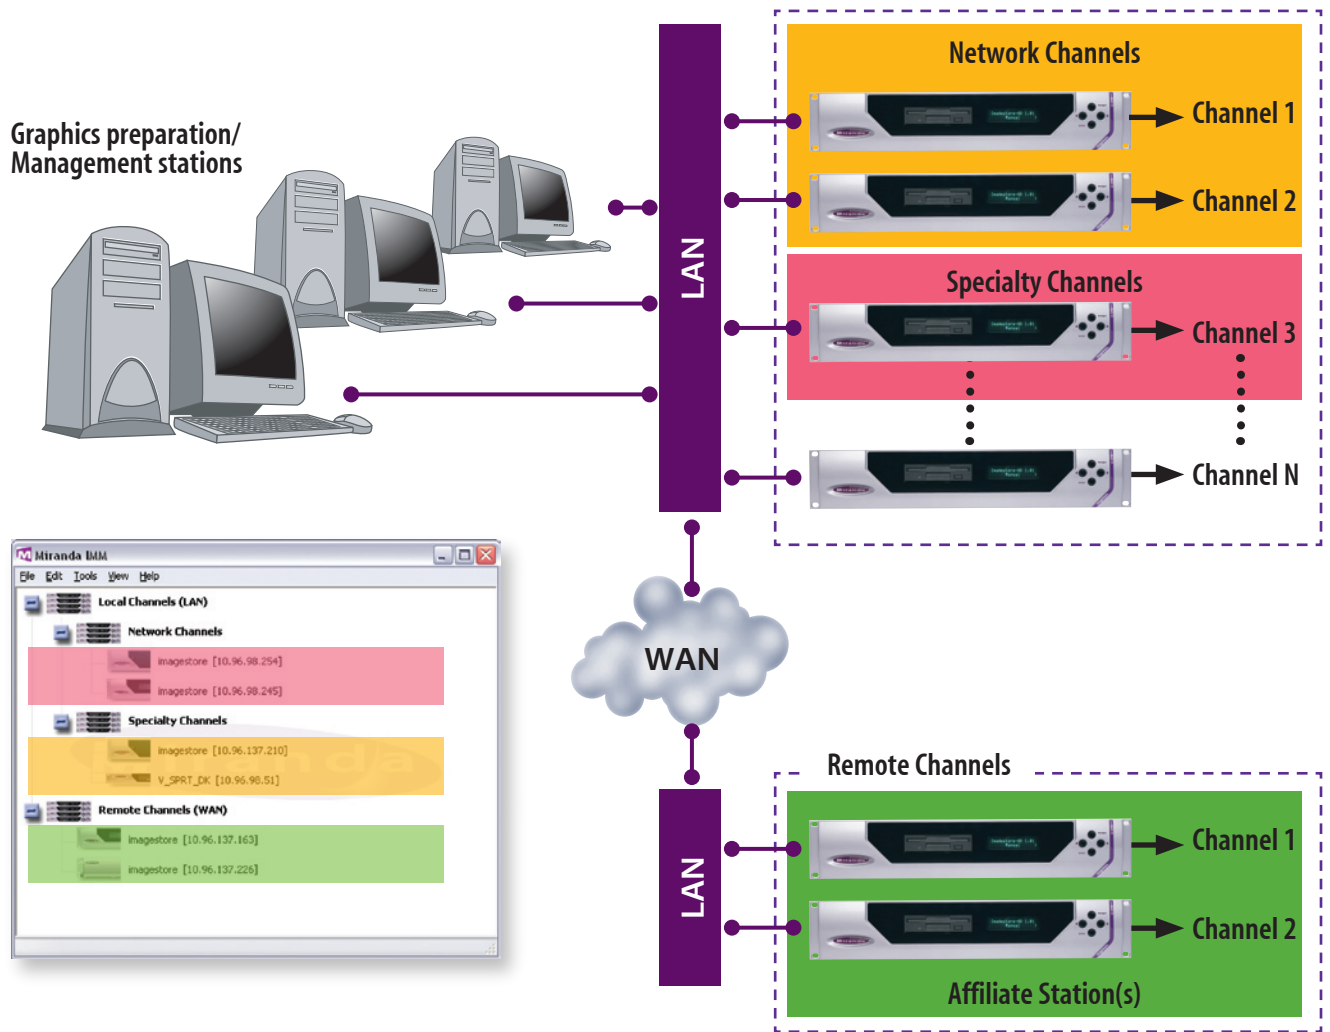 Graphics preparation/
Management stations
LAN
Network Channels
Channel 1
Channel 2
Specialty Channels
Channel 3
Channel N
WAN
Miranda IMM
File Edit Tools View Help
Local Channels (LAN)
Network Channels
imagestore [10.96.98.254]
imagestore [10.96.98.245]
Specialty Channels
imagestore [10.96.137.210]
V_SPRT_DK [10.96.98.51]
Remote Channels (WAN)
imagestore [10.96.137.163]
imagestore [10.96.137.226]
Remote Channels
LAN
Channel 1
Channel 2
Affiliate Station(s)